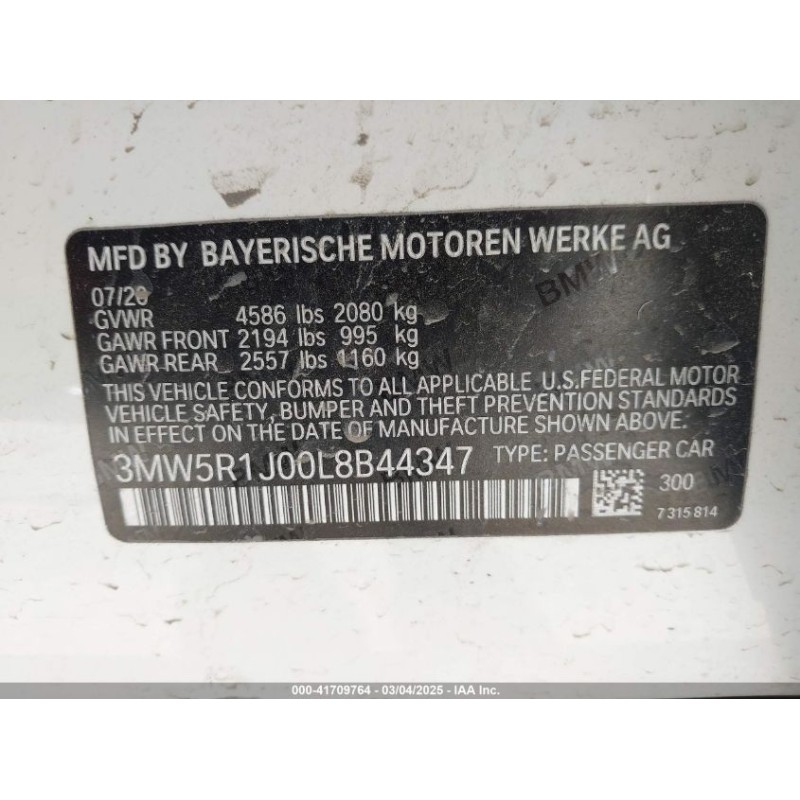 MFD BY BAYERISCHE MOTOREN WERKE AG
07/20
GVWR 4586 lbs 2080 kg
GAWR FRONT 2194 lbs 995 kg
GAWR REAR 2557 lbs 1160 kg
THIS VEHICLE CONFORMS TO ALL APPLICABLE U.S.FEDERAL MOTOR
VEHICLE SAFETY, BUMPER AND THEFT PREVENTION STANDARDS
IN EFFECT ON THE DATE OF MANUFACTURE SHOWN ABOVE.
3MW5R1J00L8B44347 TYPE: PASSENGER CAR
300
7315814
BMW
000-41709764 - 03/04/2025 - IAA Inc.